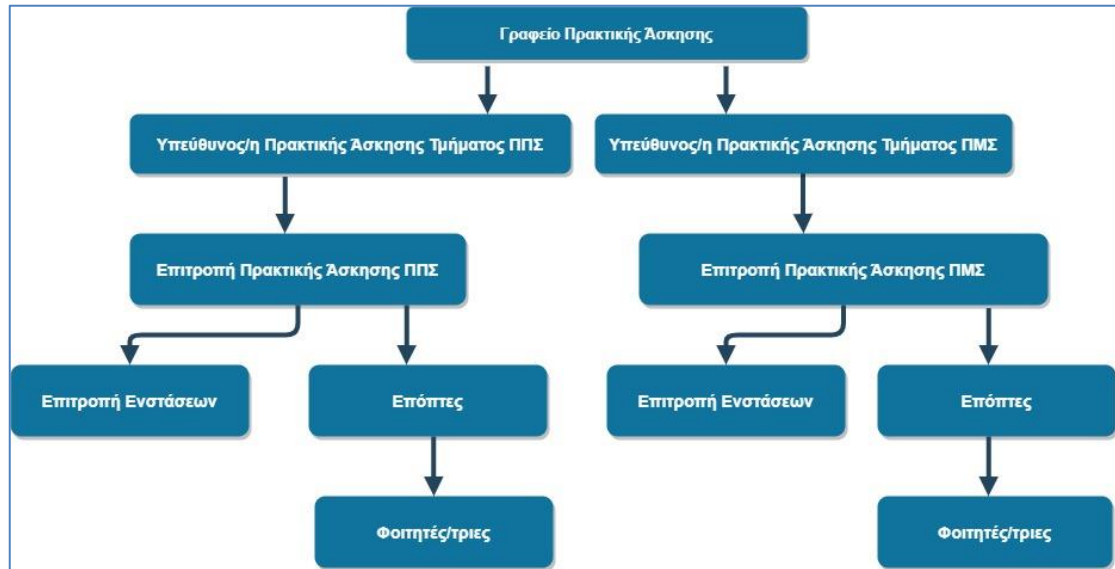 Γραφείο Πρακτικής Άσκησης
Υπεύθυνος/η Πρακτικής Άσκησης Τμήματος ΠΠΣ
Υπεύθυνος/η Πρακτικής Άσκησης Τμήματος ΠΜΣ
Επιτροπή Πρακτικής Άσκησης ΠΠΣ
Επιτροπή Πρακτικής Άσκησης ΠΜΣ
Επιτροπή Ενστάσεων
Επόπτες
Επιτροπή Ενστάσεων
Επόπτες
Φοιτητές/τριες
Φοιτητές/τριες